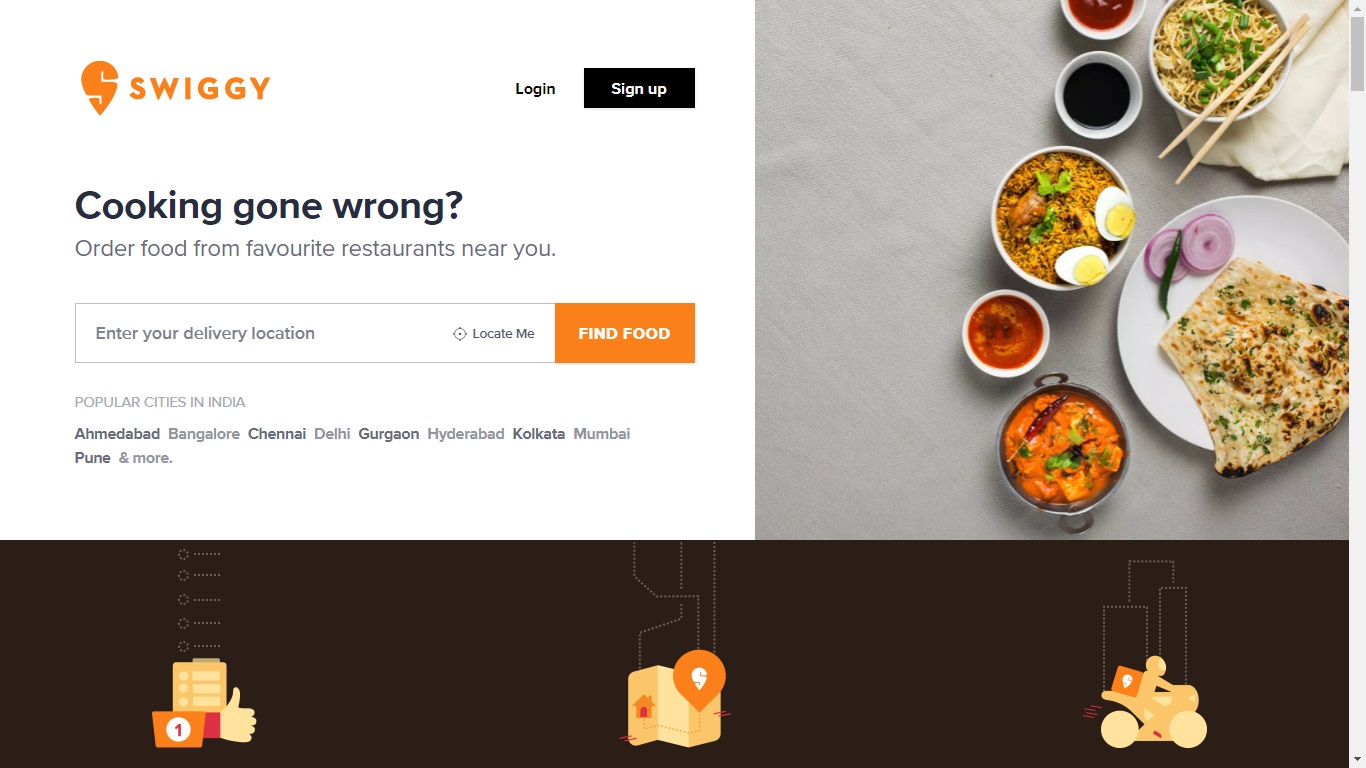 SWIGGY
Login
Sign up
Cooking gone wrong?
Order food from favourite restaurants near you.
Enter your delivery location
Locate Me
FIND FOOD
POPULAR CITIES IN INDIA
Ahmedabad Bangalore Chennai Delhi Gurgaon Hyderabad Kolkata Mumbai
Pune & more.
1